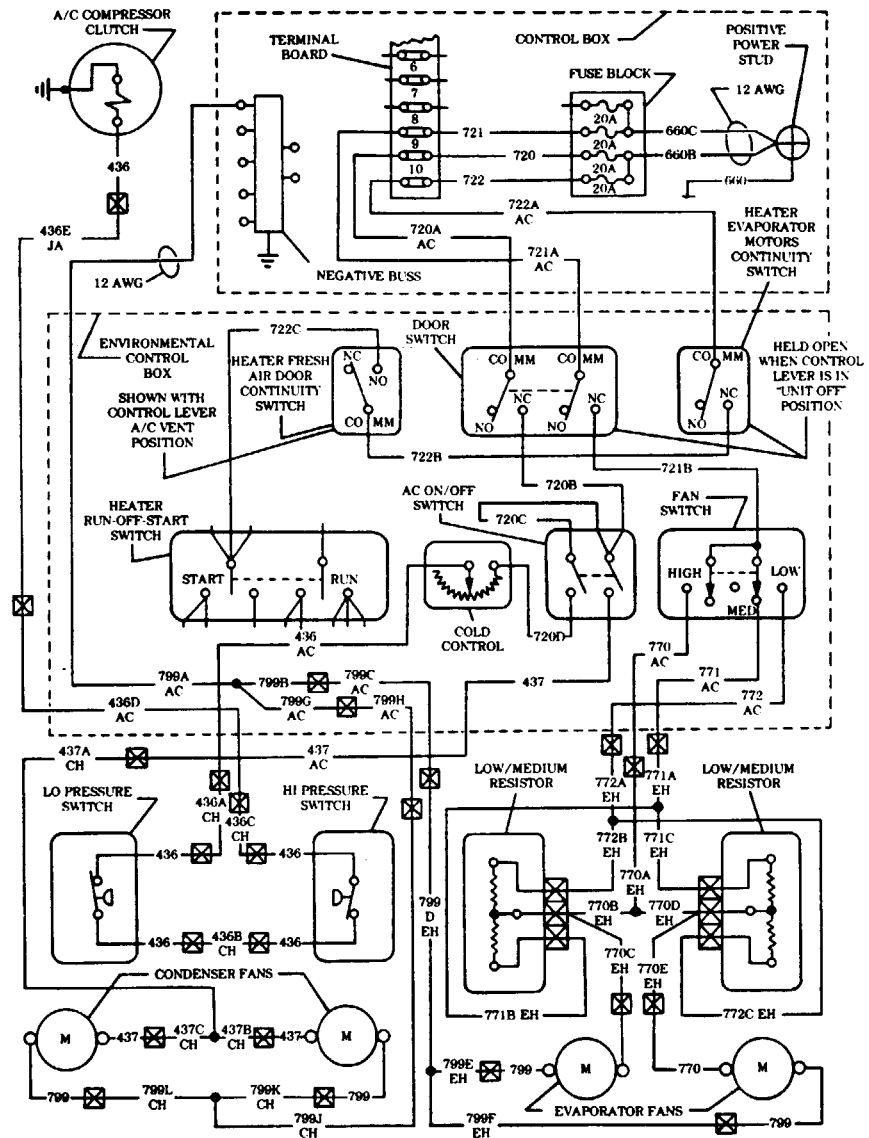 A/C COMPRESSOR
CLUTCH
TERMINAL
BOARD
CONTROL BOX
POSITIVE
POWER
STUD
FUSE BLOCK
12 AWG
6
7
8
9
10
721
720
722
20A
20A
20A
20A
660C
660B
660
436
436E
JA
12 AWG
NEGATIVE BUSS
722A
AC
720A
AC
721A
AC
HEATER
EVAPORATOR
MOTORS
CONTINUITY
SWITCH
ENVIRONMENTAL
CONTROL
BOX
722C
HEATER FRESH
AIR DOOR
CONTINUITY
SWITCH
NC
NO
CO MM
DOOR
SWITCH
CO MM
CO MM
NO
NC
NO
NC
CO MM
NC
NO
HELD OPEN
WHEN CONTROL
LEVER IS IN
"UNIT OFF"
POSITION
SHOWN WITH
CONTROL LEVER
A/C VENT
POSITION
722B
721B
720B
HEATER
RUN-OFF-START
SWITCH
START
RUN
AC ON/OFF
SWITCH
720C
FAN
SWITCH
HIGH
LOW
MED
COLD
CONTROL
720D
436
AC
770
AC
771
AC
772
AC
799A
AC
799B
799C
AC
799G
AC
799H
AC
437
436D
AC
437A
CH
437
AC
LO PRESSURE
SWITCH
HI PRESSURE
SWITCH
436A
CH
436C
CH
436
436
436
436B
CH
436
LOW/MEDIUM
RESISTOR
LOW/MEDIUM
RESISTOR
772A
EH
771A
EH
772B
EH
771C
EH
770A
EH
770B
EH
770D
EH
770C
EH
770E
EH
771B EH
772C EH
799
D
EH
CONDENSER FANS
M
437
437C
CH
437B
CH
437
M
799
799L
CH
799K
CH
799
799J
CH
799E
EH
799
M
770
M
EVAPORATOR FANS
799F
EH
799